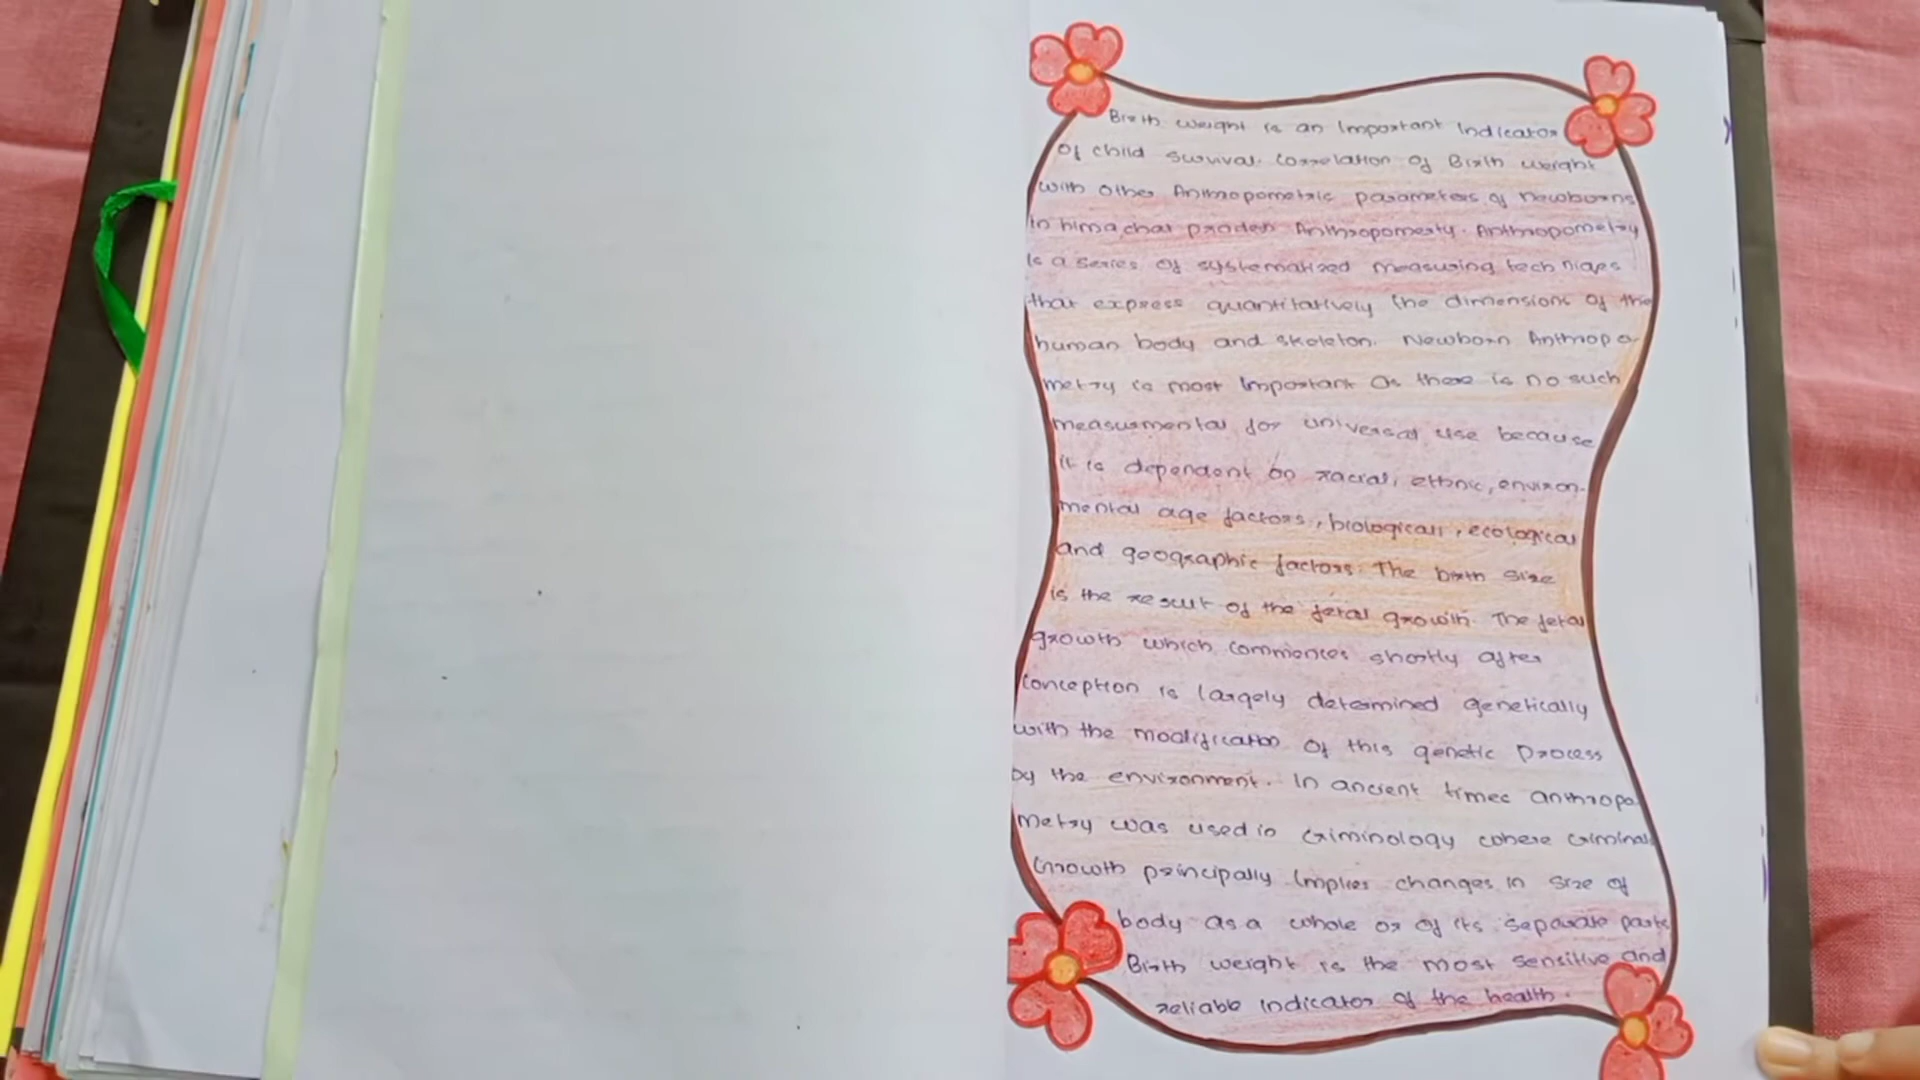 Birth weight is an Important Indicator
of child survival. Correlation of Birth weight
with other Anthropometric parameters of Newborns
In himachar pradesh Anthropomerty. Anthropometry
Is a series of systematized measuring techniqes
that express quantitatively the dimensions of the
human body and skeleton. Newborn Anthropo
metry is most Important as there is no such
measurmental for universal use because
it is dependent on racial, ethnic, environ-
mental age factors, biological, ecological
and geographic factors. The birth size
is the result of the fetal growth. The fetal
growth which commences shortly after
conception is largely determined genetically
with the modification of this genetic process
by the environment. In ancient times anthropo
metry was used in criminology where criminal
Growth principally Implies changes in size of
body as a whole or of its separate parts
Birth weight is the most sensitive and
reliable indicator of the health.